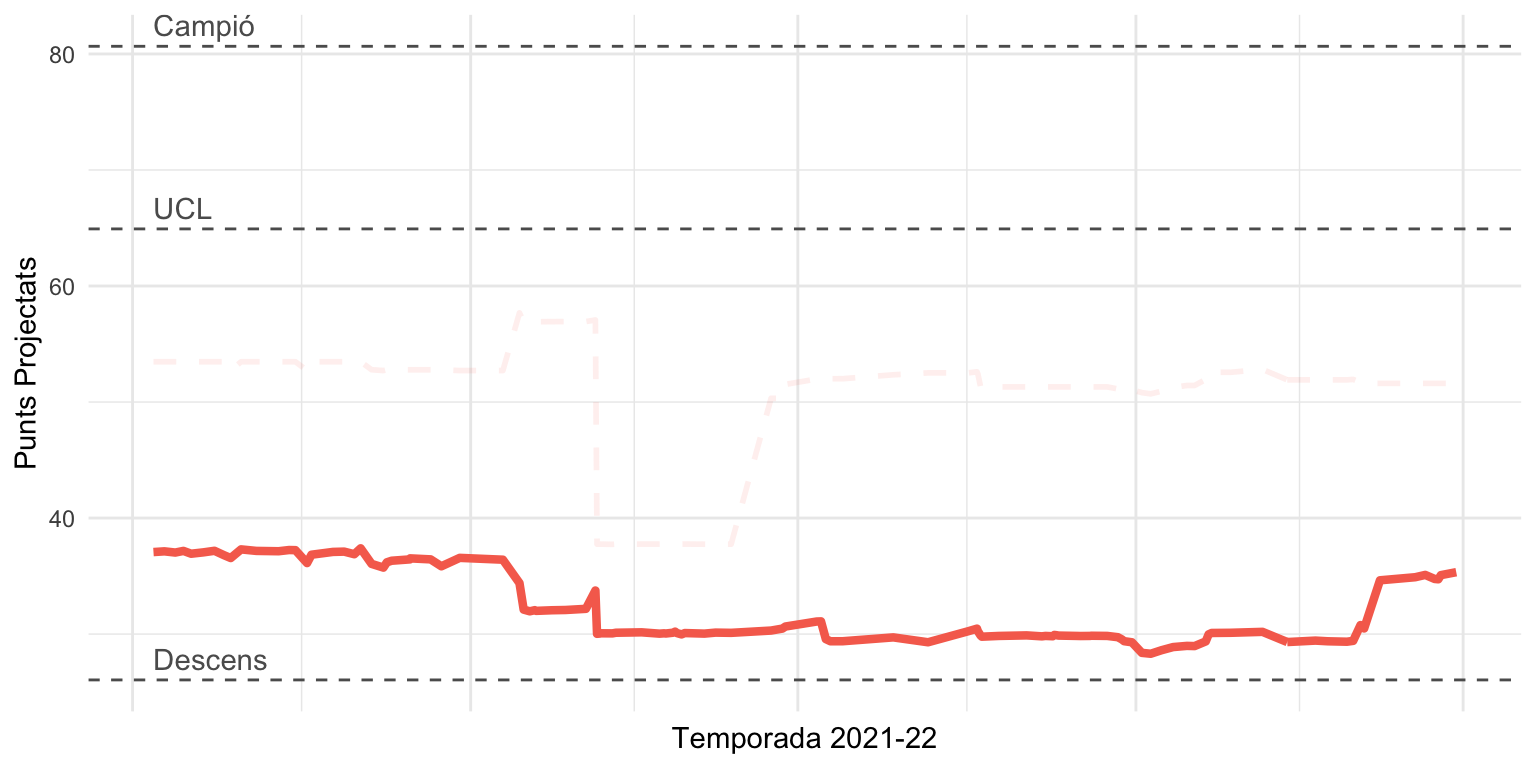 Campió
80
UCL
60
Punts Projectats
40
Descens
Temporada 2021-22